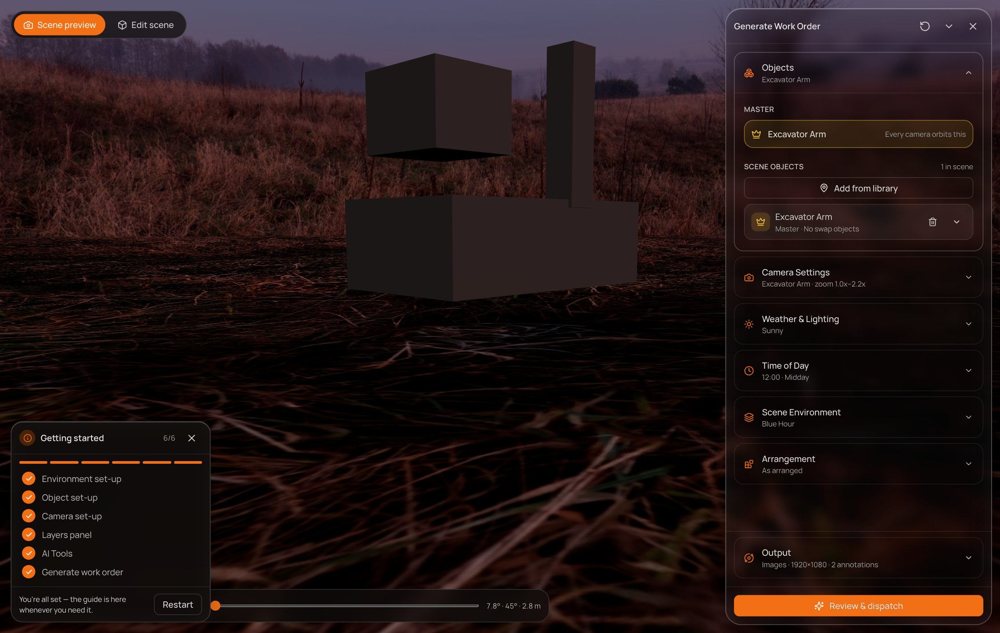 Scene preview
Edit scene
Generate Work Order
Objects
Excavator Arm
MASTER
Excavator Arm
Every camera orbits this
SCENE OBJECTS
1 in scene
Add from library
Excavator Arm
Master · No swap objects
Camera Settings
Excavator Arm · zoom 1.0x–2.2x
Weather & Lighting
Sunny
Time of Day
12:00 · Midday
Scene Environment
Blue Hour
Arrangement
As arranged
Output
Images · 1920×1080 · 2 annotations
Review & dispatch
Getting started
6/6
Environment set-up
Object set-up
Camera set-up
Layers panel
AI Tools
Generate work order
You're all set — the guide is here
whenever you need it.
Restart
7.8° · 45° · 2.8 m